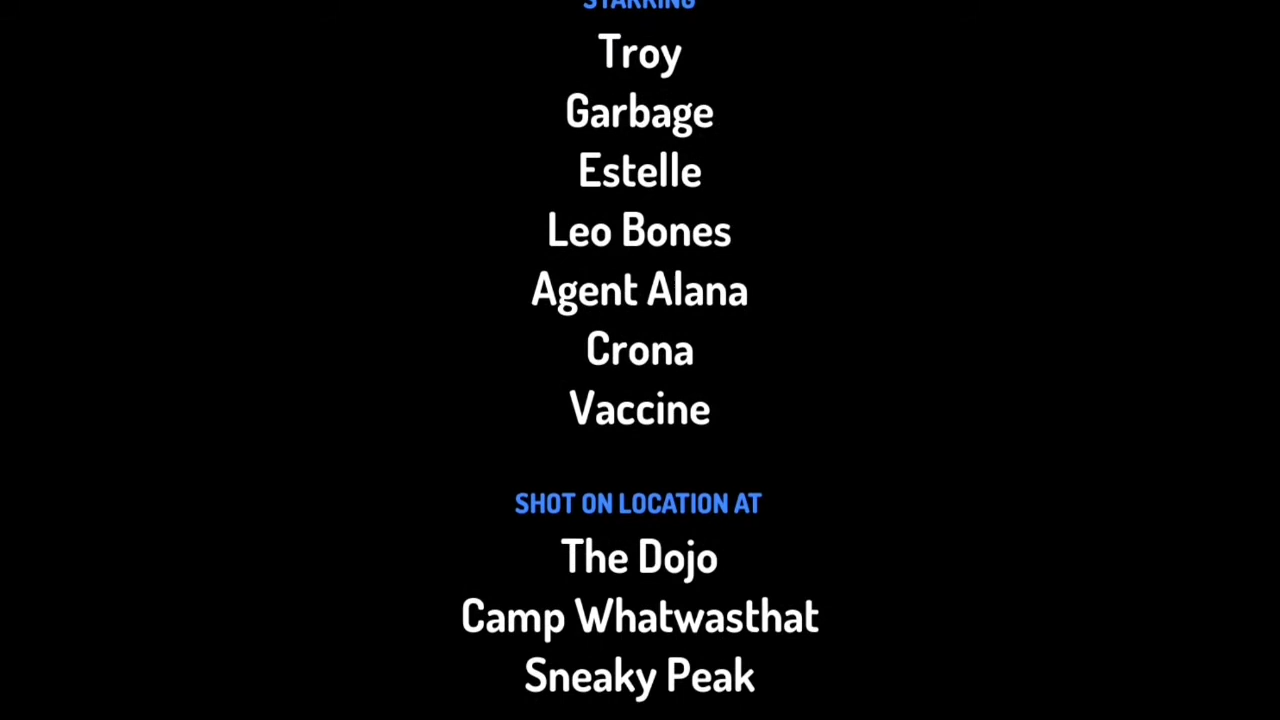 STARRING
Troy
Garbage
Estelle
Leo Bones
Agent Alana
Crona
Vaccine
SHOT ON LOCATION AT
The Dojo
Camp Whatwasthat
Sneaky Peak